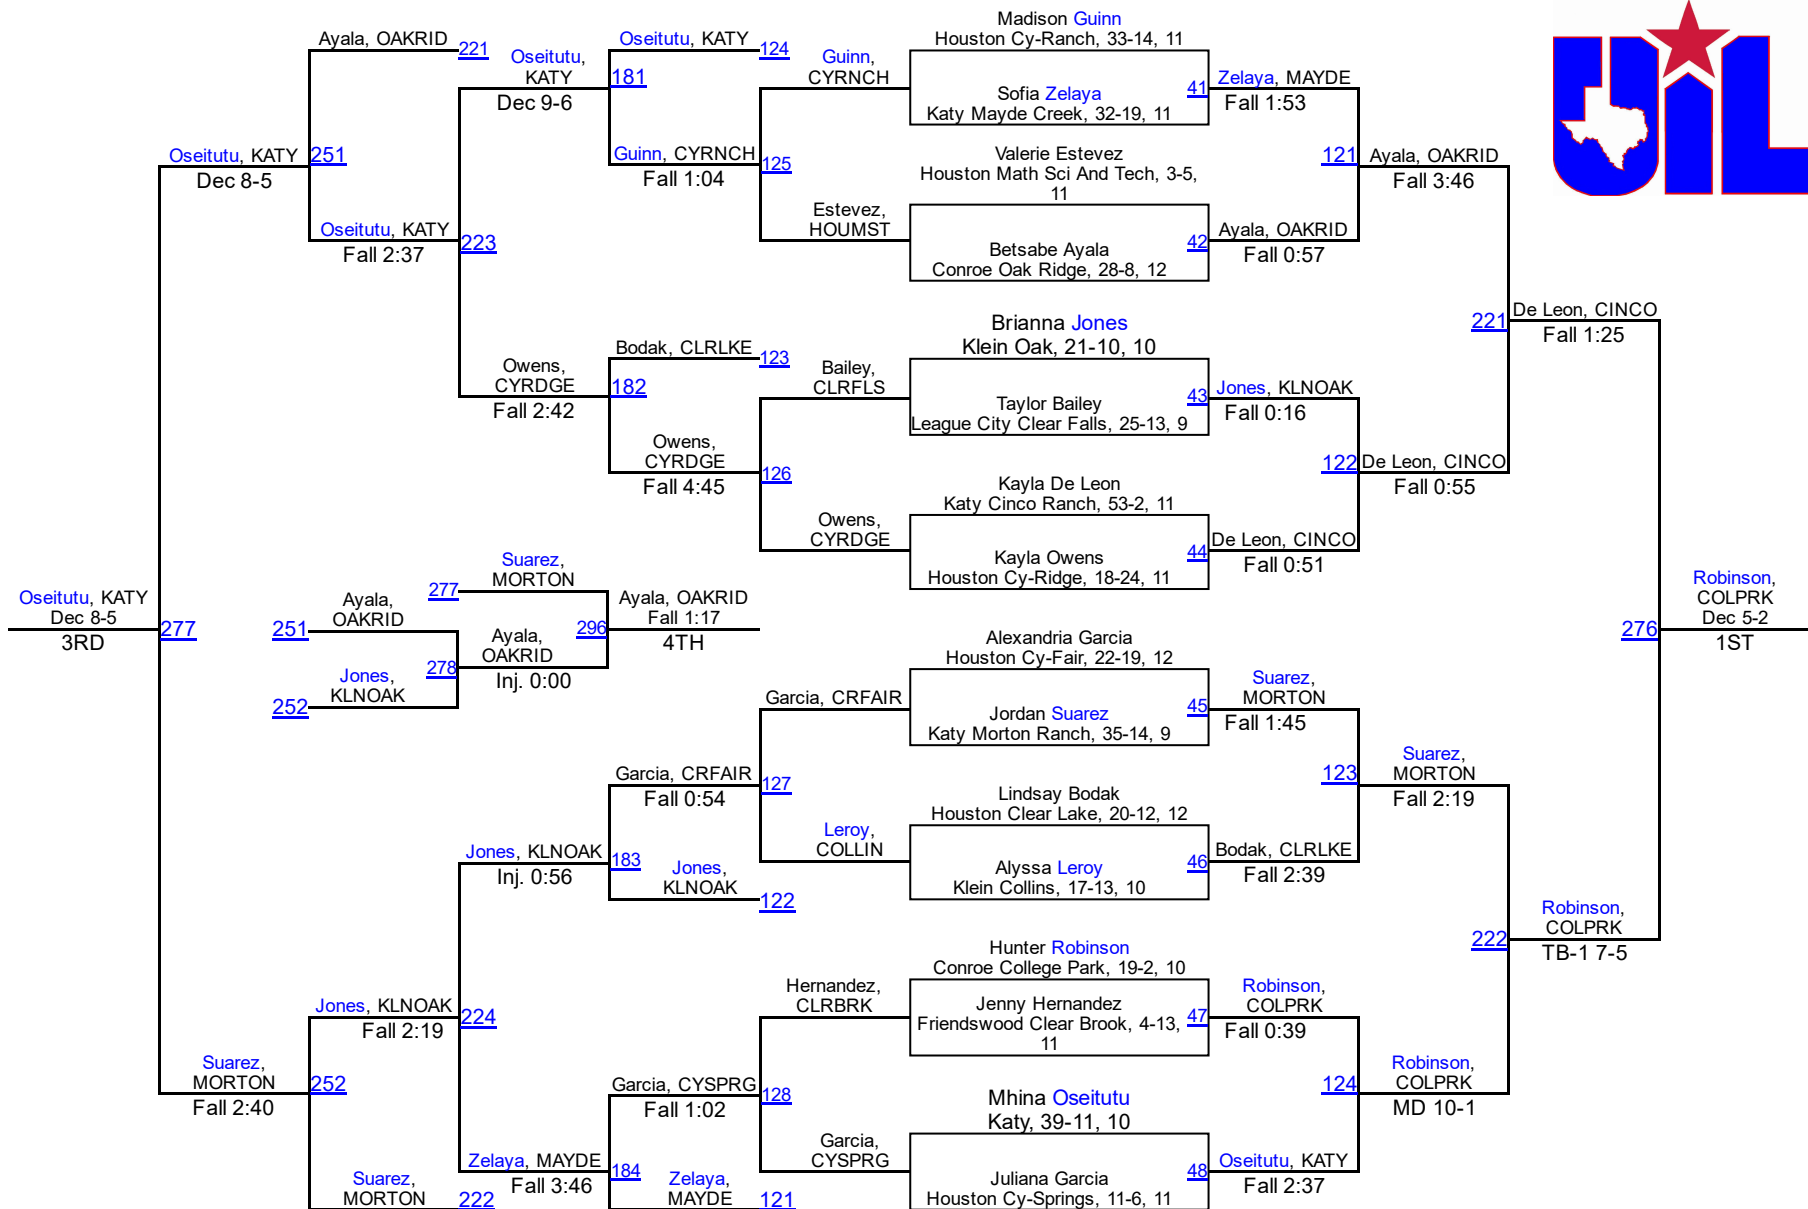 Madison Guinn
Houston Cy-Ranch, 33-14, 11
Ayala, OAKRID
221
Oseitutu,
KATY
Dec 9-6
181
Oseitutu, KATY
124
Guinn,
CYRNCH
Sofia Zelaya
Katy Mayde Creek, 32-19, 11
41
Zelaya, MAYDE
Fall 1:53
UIL
Oseitutu, KATY
Dec 8-5
251
Guinn, CYRNCH
Fall 1:04
125
Valerie Estevez
Houston Math Sci And Tech, 3-5,
11
121
Ayala, OAKRID
Fall 3:46
Oseitutu, KATY
Fall 2:37
223
Estevez,
HOUMST
Betsabe Ayala
Conroe Oak Ridge, 28-8, 12
42
Ayala, OAKRID
Fall 0:57
Brianna Jones
Klein Oak, 21-10, 10
221
De Leon, CINCO
Fall 1:25
Owens,
CYRDGE
Fall 2:42
182
Bodak, CLRLKE
123
Bailey,
CLRFLS
Taylor Bailey
League City Clear Falls, 25-13, 9
43
Jones, KLNOAK
Fall 0:16
Owens,
CYRDGE
Fall 4:45
126
Kayla De Leon
Katy Cinco Ranch, 53-2, 11
122
De Leon, CINCO
Fall 0:55
Owens,
CYRDGE
Kayla Owens
Houston Cy-Ridge, 18-24, 11
44
De Leon, CINCO
Fall 0:51
Oseitutu, KATY
Dec 8-5
3RD
277
251
Ayala,
OAKRID
252
Jones,
KLNOAK
277
Suarez,
MORTON
278
Ayala,
OAKRID
Inj. 0:00
296
Ayala, OAKRID
Fall 1:17
4TH
276
Robinson,
COLPRK
Dec 5-2
1ST
Alexandria Garcia
Houston Cy-Fair, 22-19, 12
Garcia, CRFAIR
Jordan Suarez
Katy Morton Ranch, 35-14, 9
45
Suarez,
MORTON
Fall 1:45
Garcia, CRFAIR
Fall 0:54
127
Lindsay Bodak
Houston Clear Lake, 20-12, 12
123
Suarez,
MORTON
Fall 2:19
Jones, KLNOAK
Inj. 0:56
183
Jones,
KLNOAK
122
Leroy,
COLLIN
Alyssa Leroy
Klein Collins, 17-13, 10
46
Bodak, CLRLKE
Fall 2:39
222
Robinson,
COLPRK
TB-1 7-5
Hunter Robinson
Conroe College Park, 19-2, 10
Jones, KLNOAK
Fall 2:19
224
Hernandez,
CLRBRK
Jenny Hernandez
Friendswood Clear Brook, 4-13,
11
47
Robinson,
COLPRK
Fall 0:39
Suarez,
MORTON
Fall 2:40
252
Garcia, CYSPRG
Fall 1:02
128
Mhina Oseitutu
Katy, 39-11, 10
124
Robinson,
COLPRK
MD 10-1
Suarez,
MORTON
222
Zelaya, MAYDE
Fall 3:46
184
Zelaya,
MAYDE
121
Garcia,
CYSPRG
Juliana Garcia
Houston Cy-Springs, 11-6, 11
48
Oseitutu, KATY
Fall 2:37